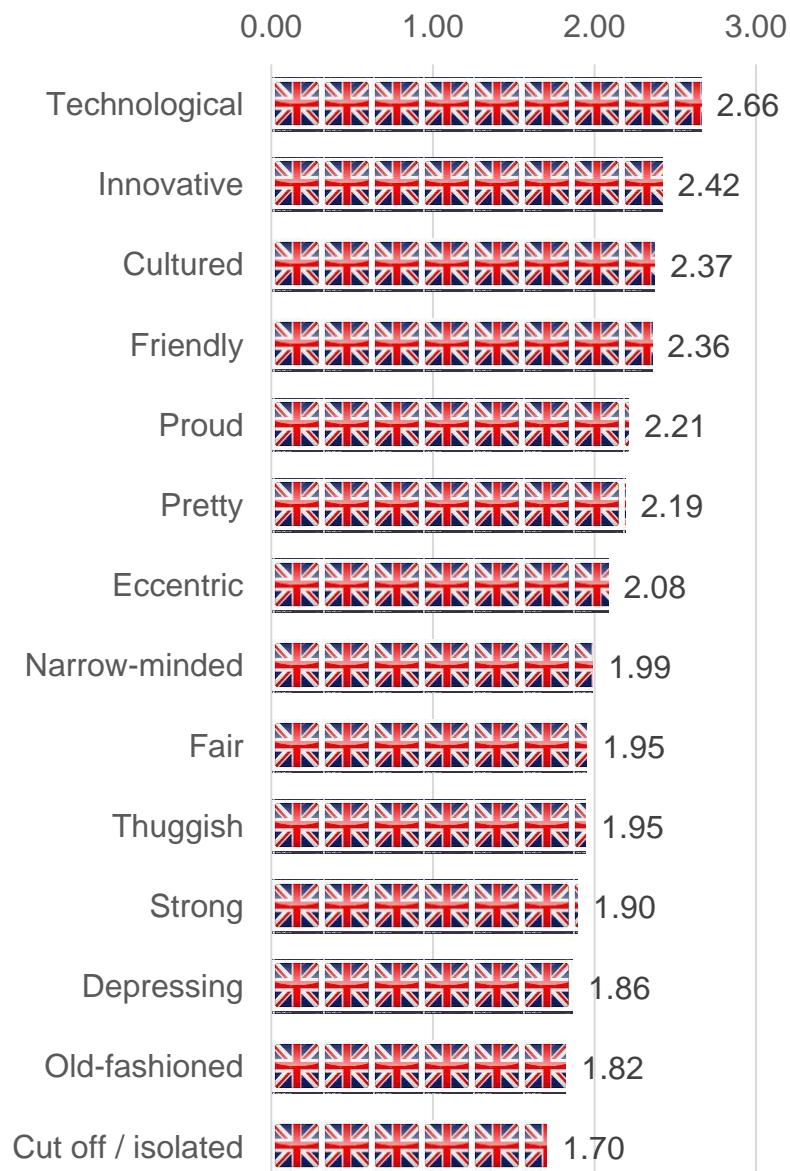 0.00 1.00 2.00 3.00
Technological 2.66
Innovative 2.42
Cultured 2.37
Friendly 2.36
Proud 2.21
Pretty 2.19
Eccentric 2.08
Narrow-minded 1.99
Fair 1.95
Thuggish 1.95
Strong 1.90
Depressing 1.86
Old-fashioned 1.82
Cut off / isolated 1.70